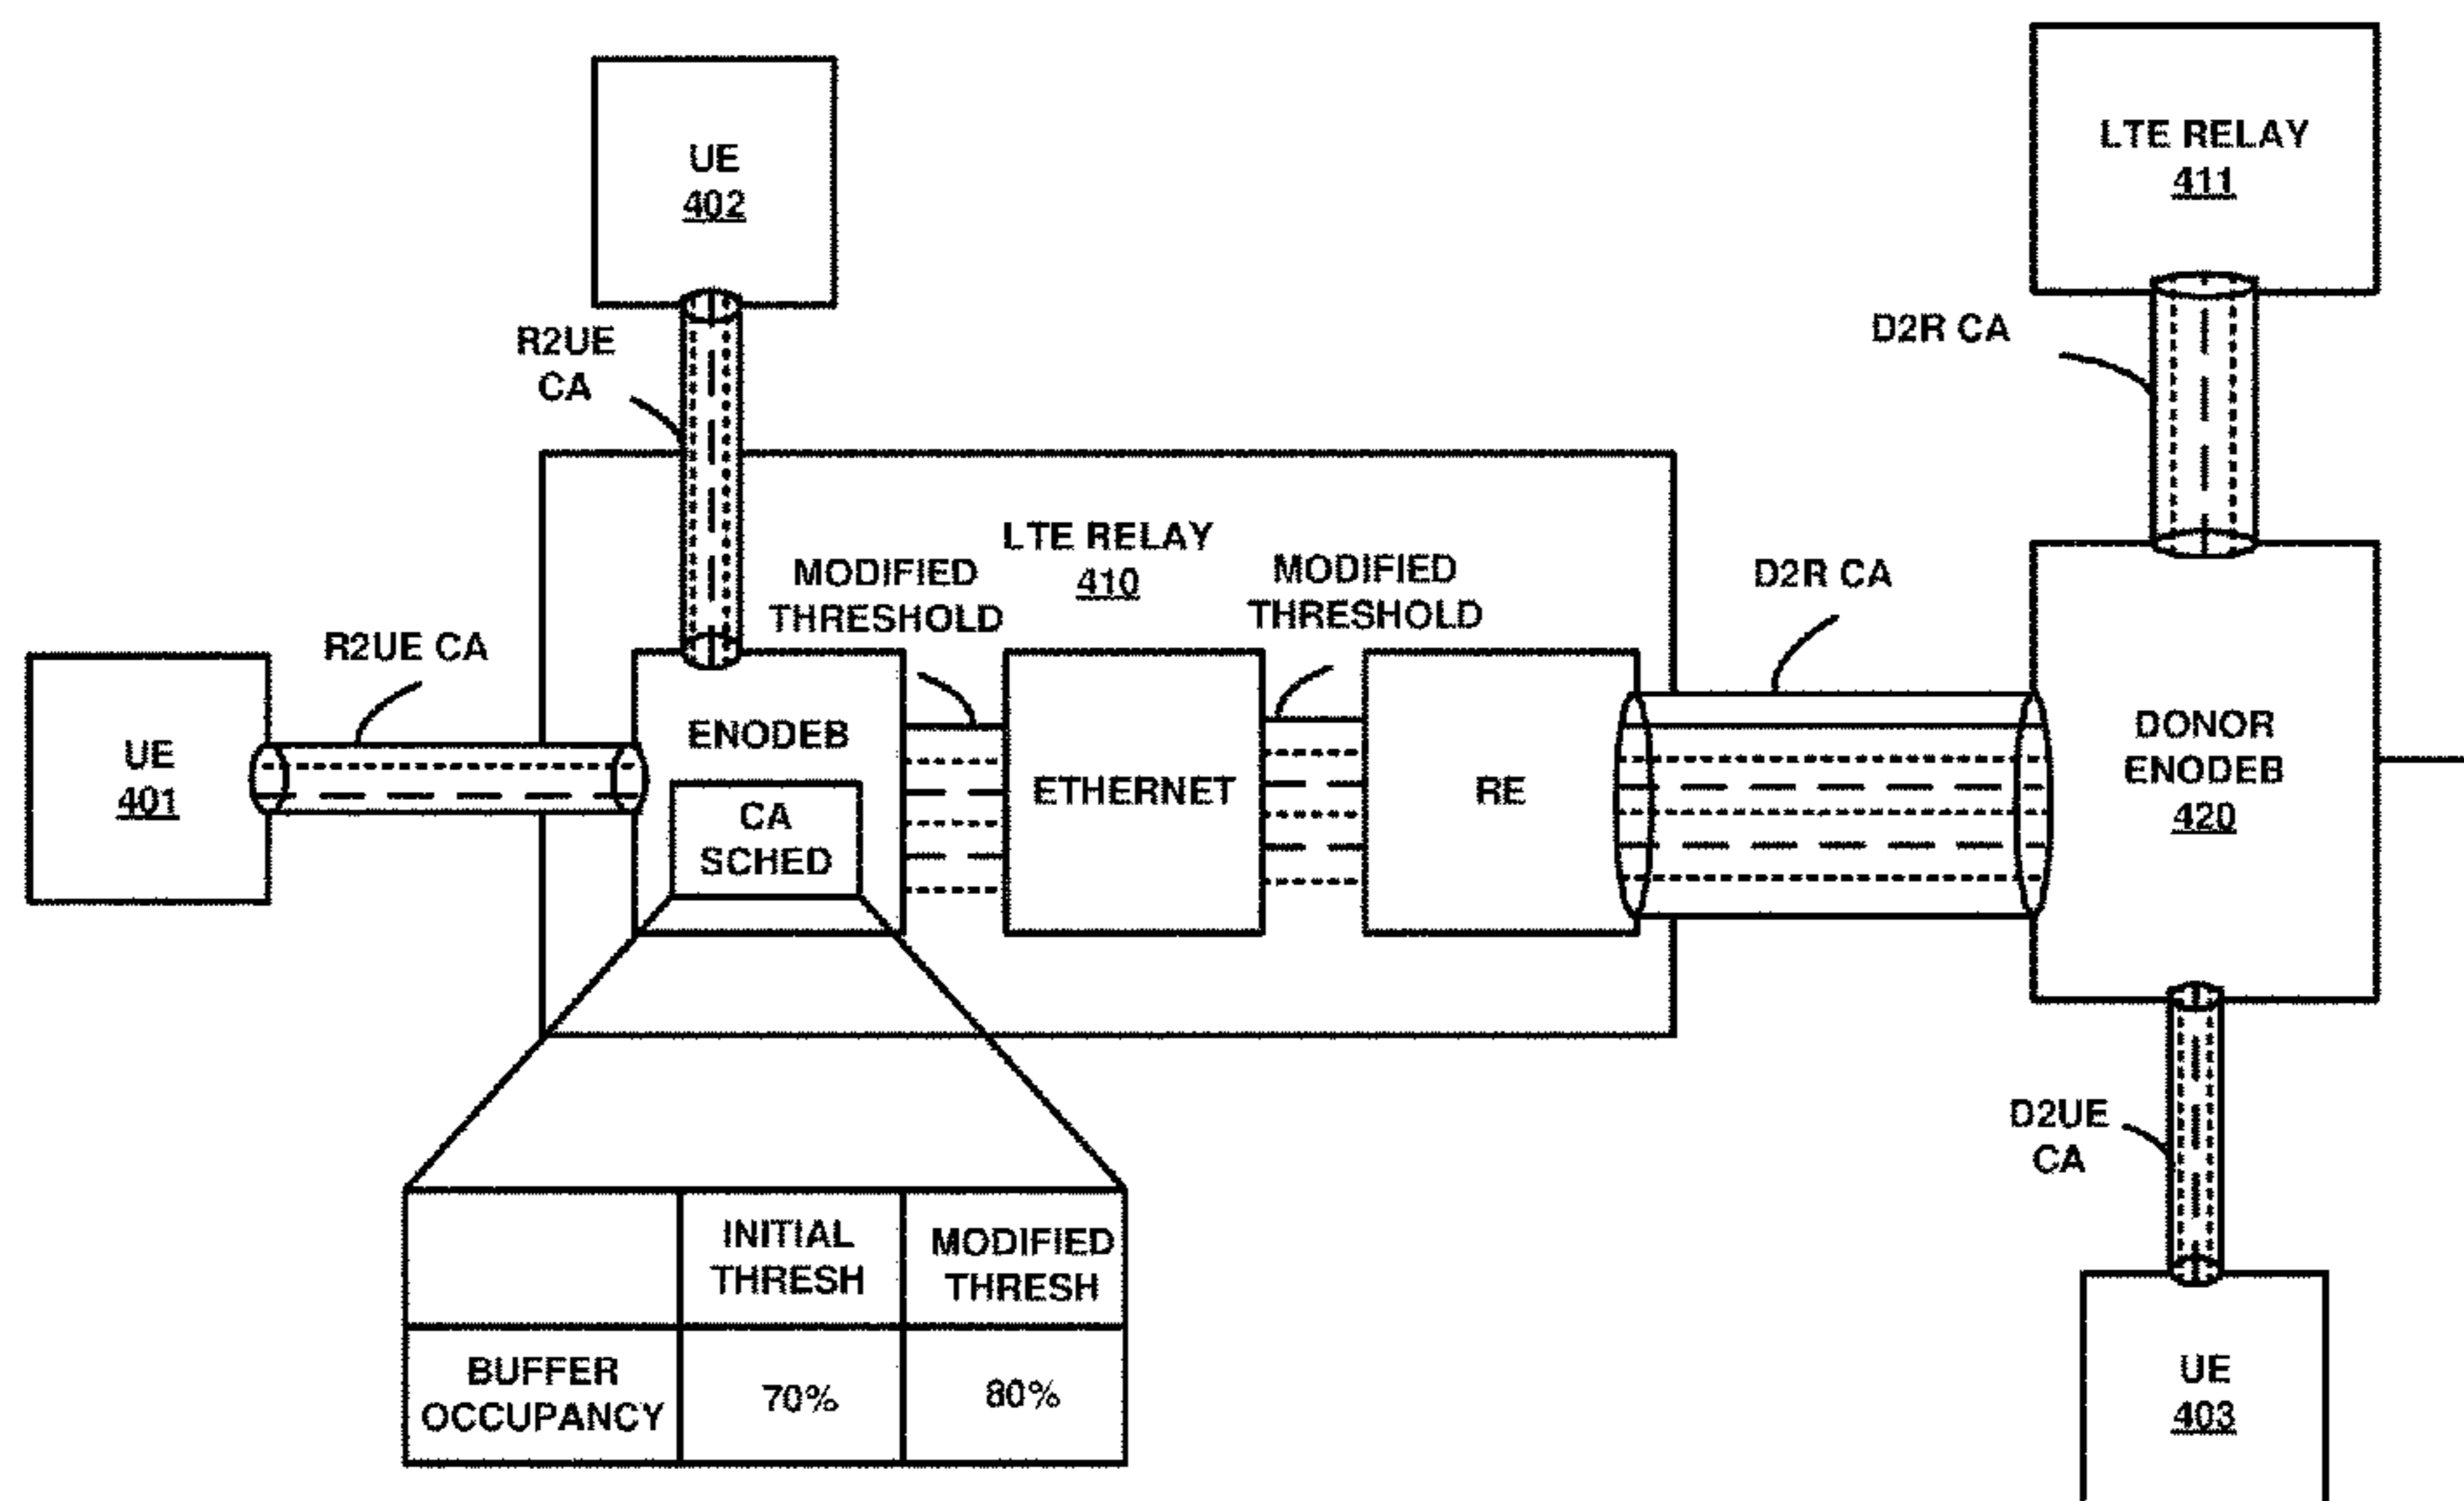 LTE RELAY
411
UE
402
R2UE
CA
D2R CA
LTE RELAY
410
MODIFIED
THRESHOLD
MODIFIED
THRESHOLD
D2R CA
R2UE CA
UE
401
ENODEB
CA
SCHED
ETHERNET
RE
DONOR
ENODEB
420
D2UE
CA
INITIAL
THRESH
MODIFIED
THRESH
BUFFER
OCCUPANCY
70%
80%
UE
403